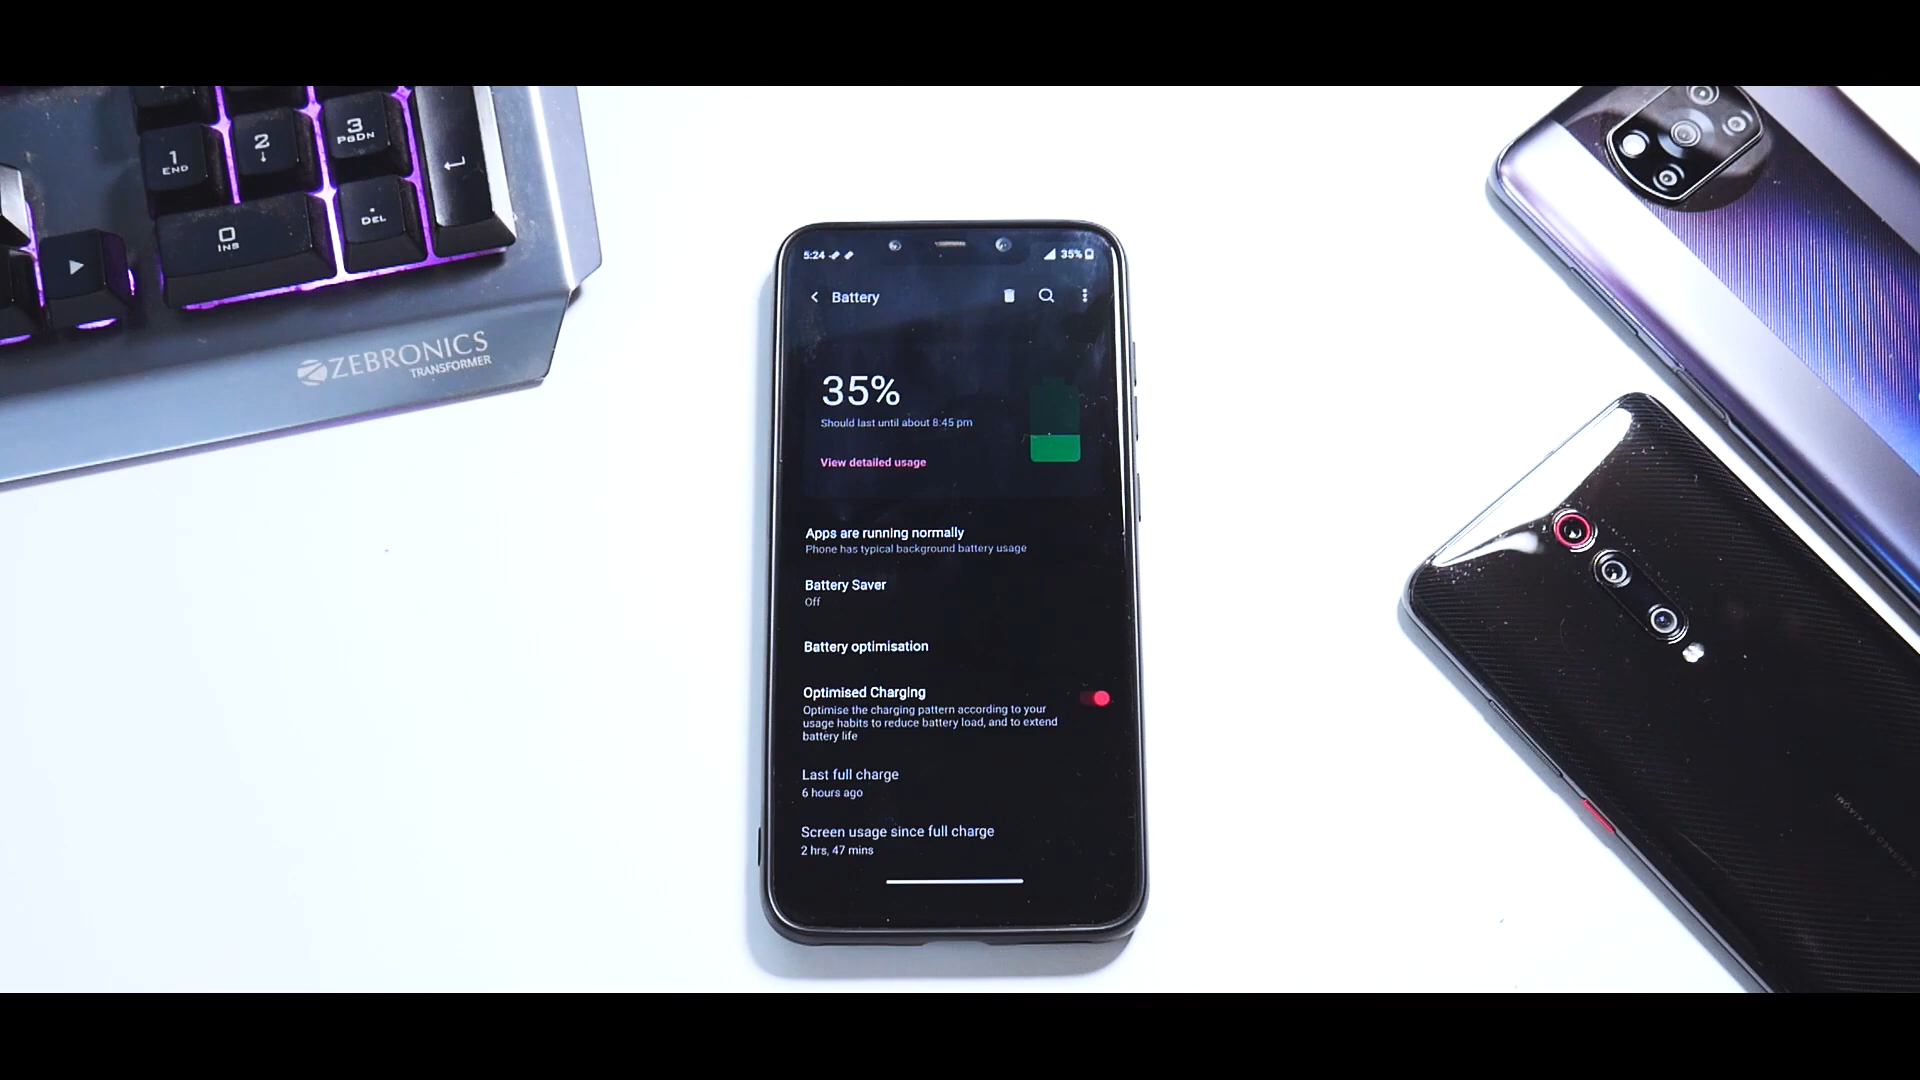 1
END
2
3
PGDN
0
INS
DEL
ZEBRONICS
TRANSFORMER
5:24
35%
Battery
35%
Should last until about 8:45 pm
View detailed usage
Apps are running normally
Phone has typical background battery usage
Battery Saver
Off
Battery optimisation
Optimised Charging
Optimise the charging pattern according to your
usage habits to reduce battery load, and to extend
battery life
Last full charge
6 hours ago
Screen usage since full charge
2 hrs, 47 mins
DESIGNED BY XIAOMI